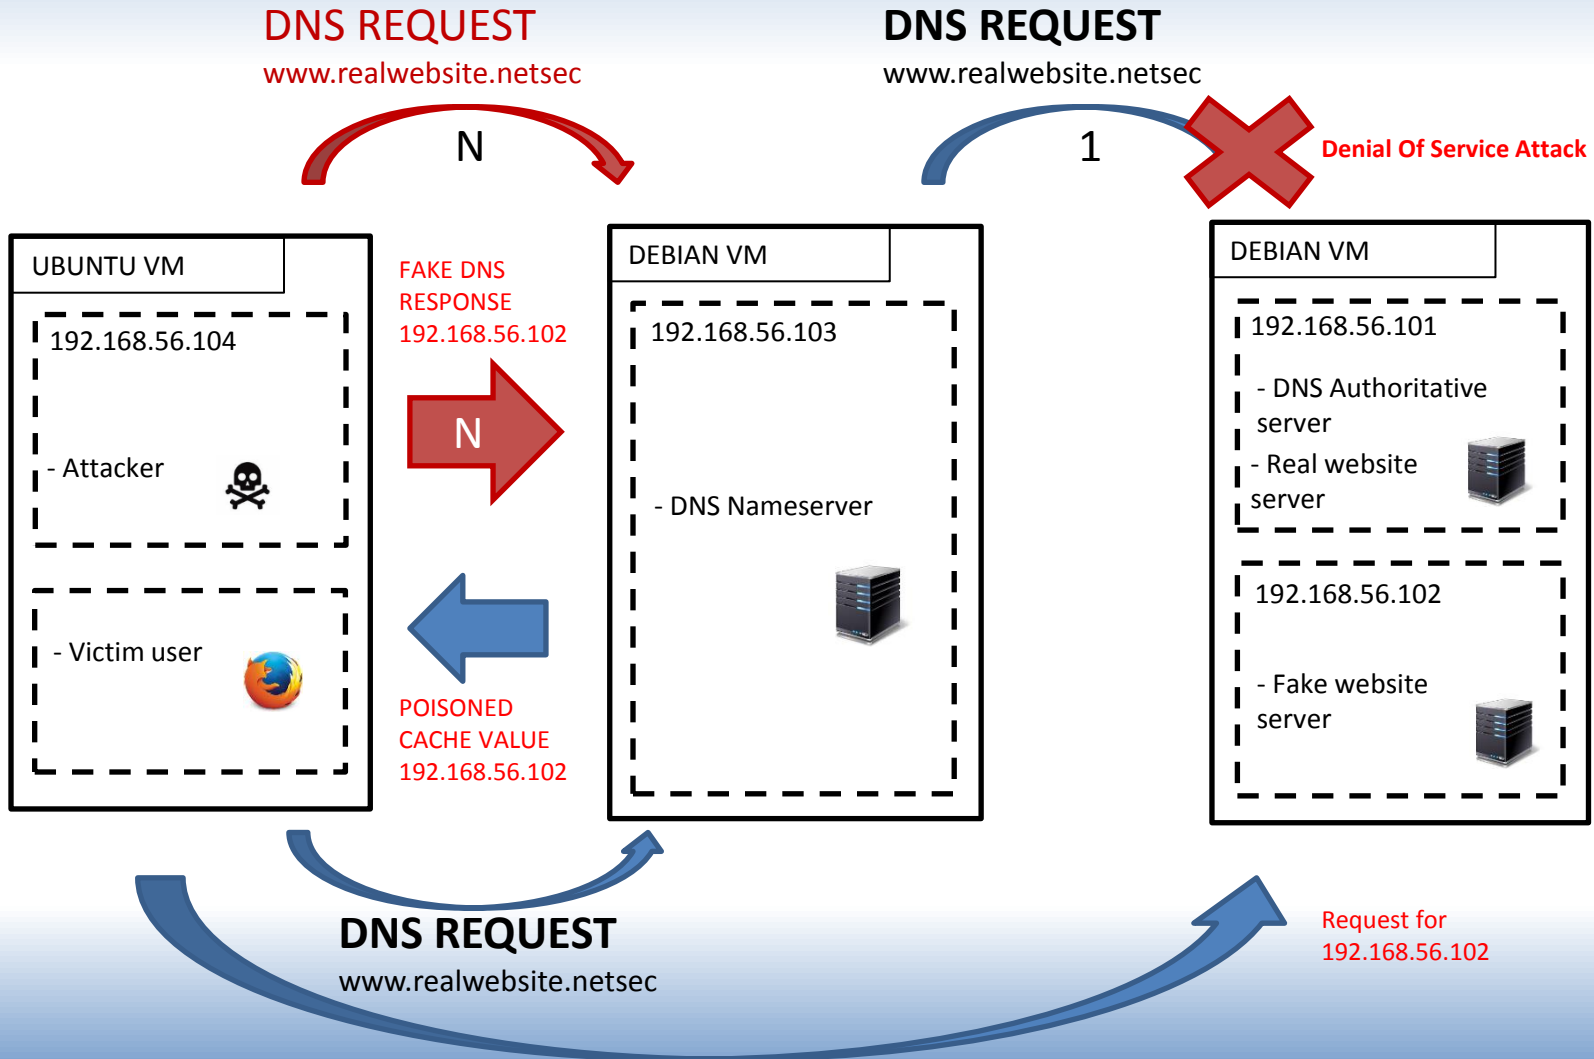 DNS REQUEST
www.realwebsite.netsec
N
DNS REQUEST
www.realwebsite.netsec
1
Denial Of Service Attack
UBUNTU VM
192.168.56.104
- Attacker
- Victim user
FAKE DNS
RESPONSE
192.168.56.102
N
POISONED
CACHE VALUE
192.168.56.102
DEBIAN VM
192.168.56.103
- DNS Nameserver
DEBIAN VM
192.168.56.101
- DNS Authoritative
server
- Real website
server
192.168.56.102
- Fake website
server
DNS REQUEST
www.realwebsite.netsec
Request for
192.168.56.102